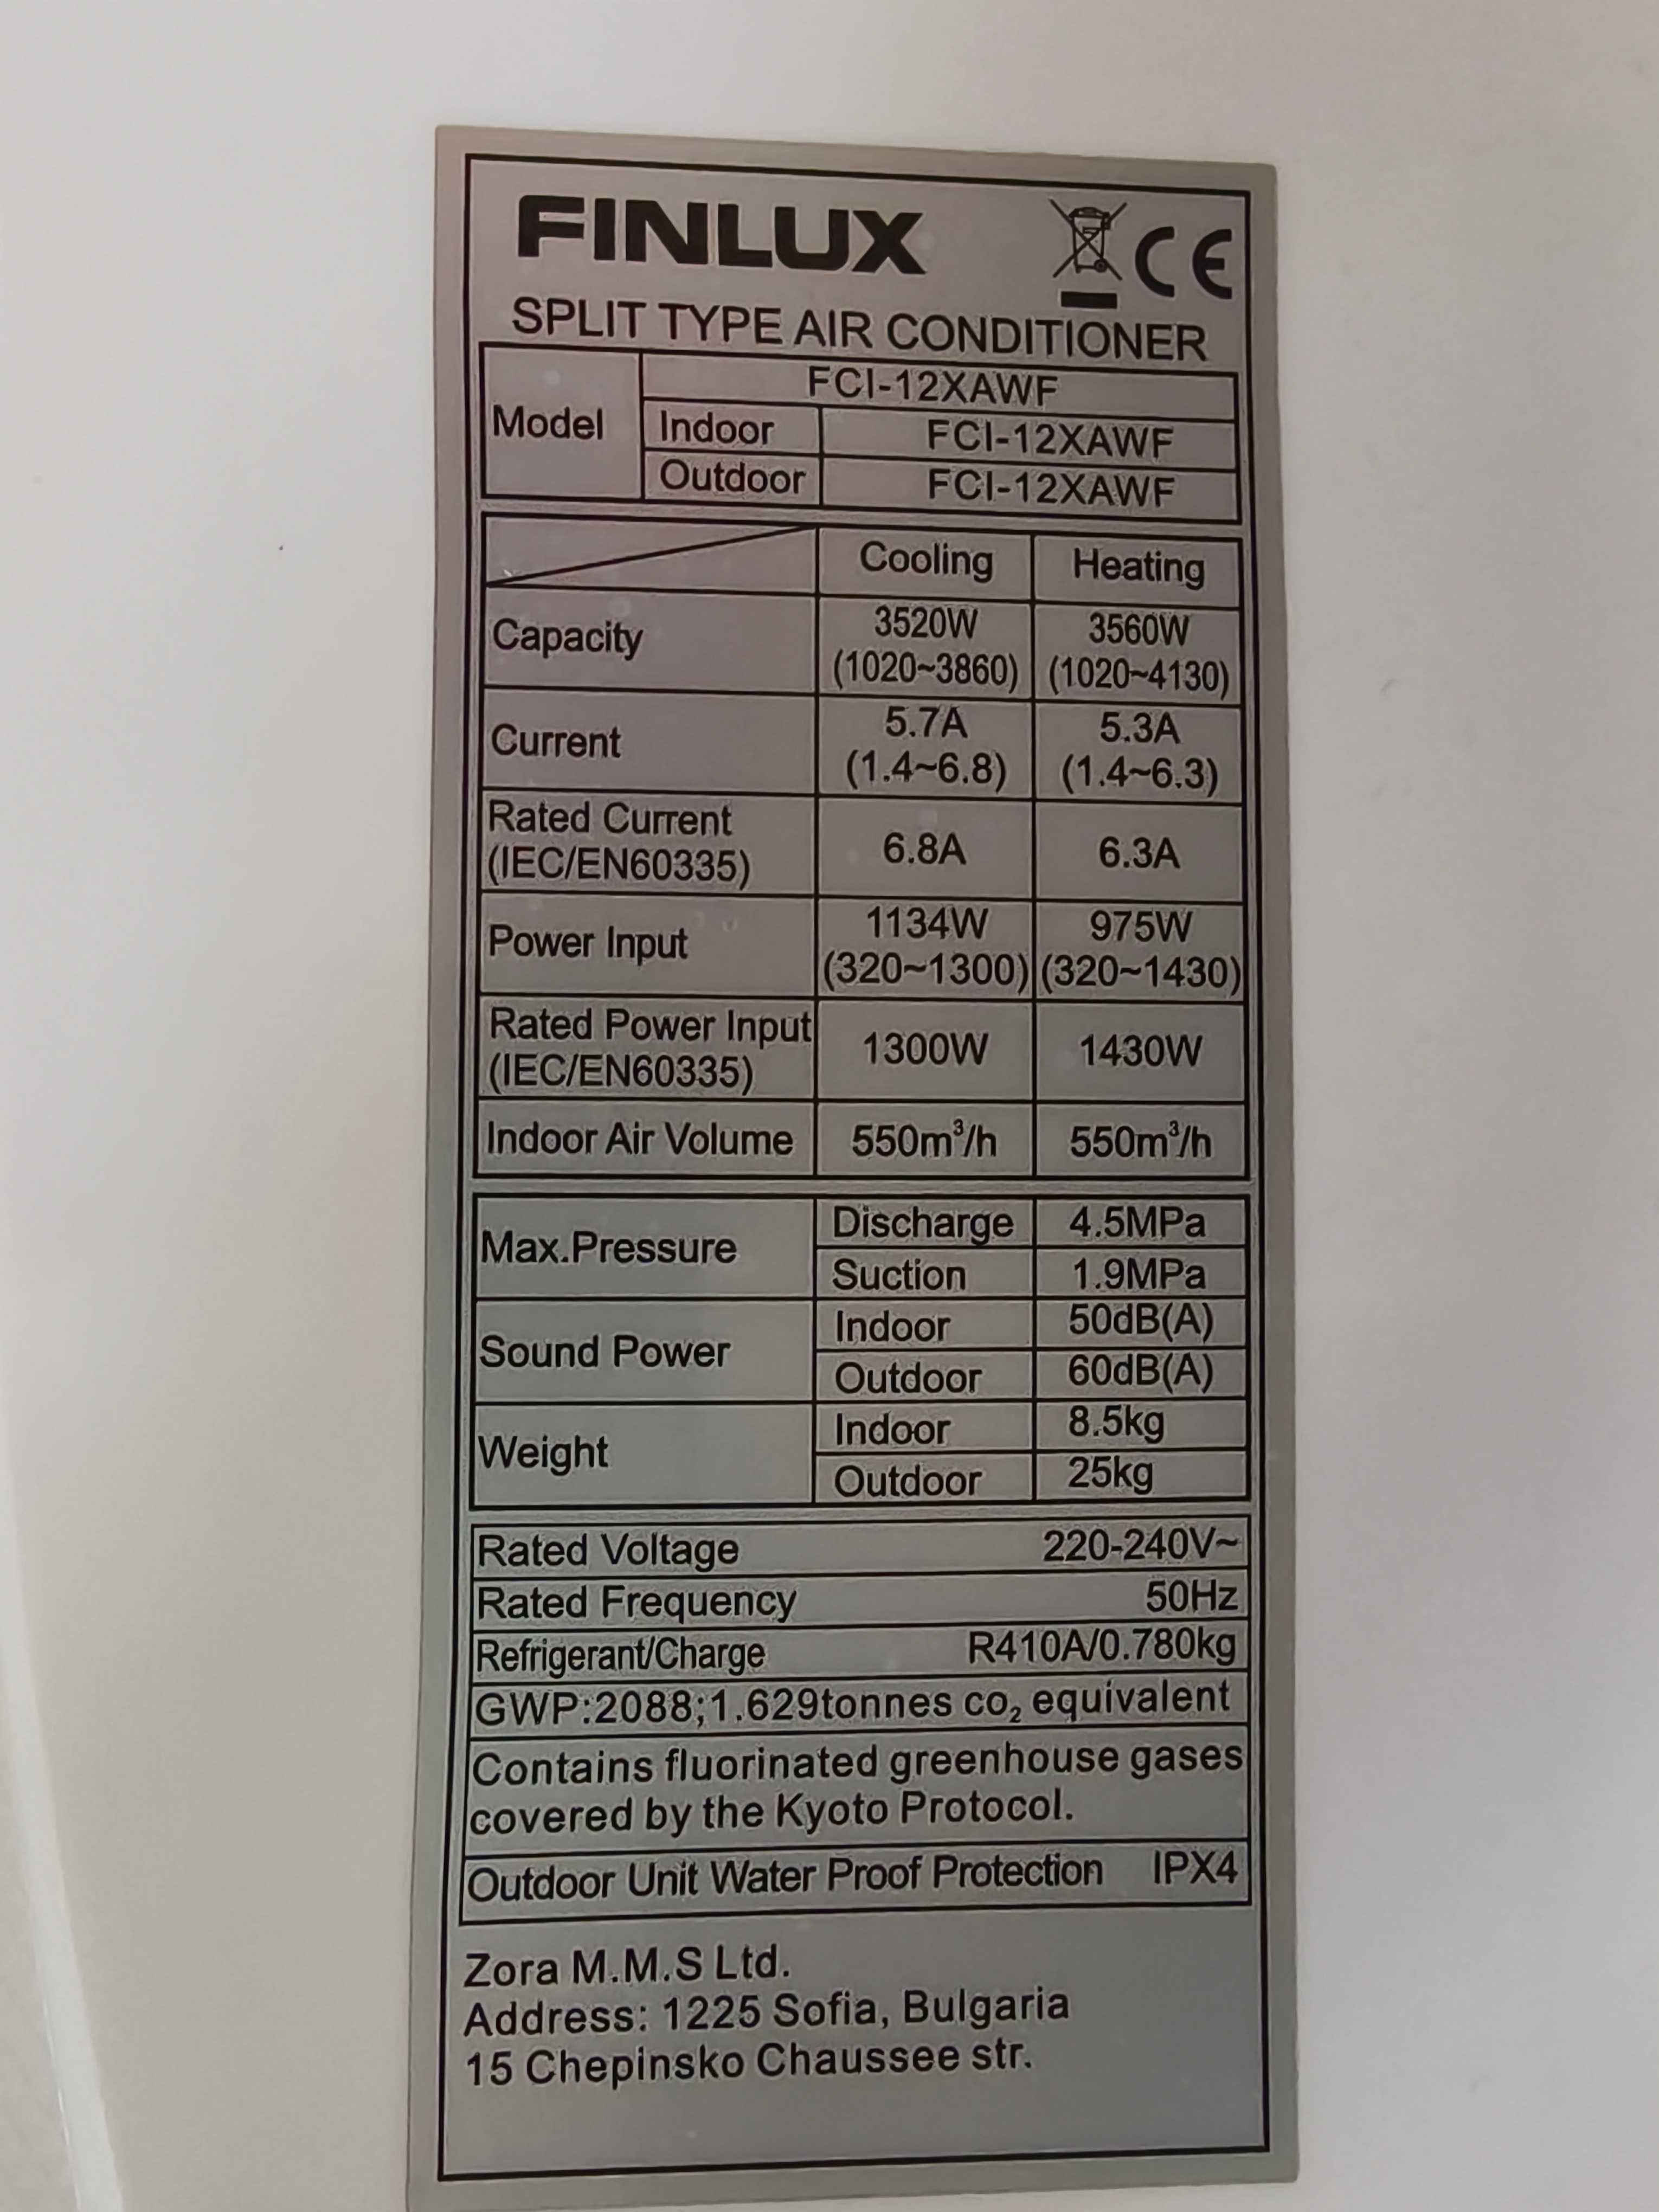 FINLUX CE
SPLIT TYPE AIR CONDITIONER
Model
FCI-12XAWF
Indoor FCI-12XAWF
Outdoor FCI-12XAWF
Cooling Heating
Capacity 3520W (1020~3860) 3560W (1020~4130)
Current 5.7A (1.4~6.8) 5.3A (1.4~6.3)
Rated Current (IEC/EN60335) 6.8A 6.3A
Power Input 1134W (320~1300) 975W (320~1430)
Rated Power Input (IEC/EN60335) 1300W 1430W
Indoor Air Volume 550m³/h 550m³/h
Max.Pressure Discharge 4.5MPa
Suction 1.9MPa
Sound Power Indoor 50dB(A)
Outdoor 60dB(A)
Weight Indoor 8.5kg
Outdoor 25kg
Rated Voltage 220-240V~
Rated Frequency 50Hz
Refrigerant/Charge R410A/0.780kg
GWP:2088;1.629tonnes co₂ equivalent
Contains fluorinated greenhouse gases
covered by the Kyoto Protocol.
Outdoor Unit Water Proof Protection IPX4
Zora M.M.S Ltd.
Address: 1225 Sofia, Bulgaria
15 Chepinsko Chaussee str.